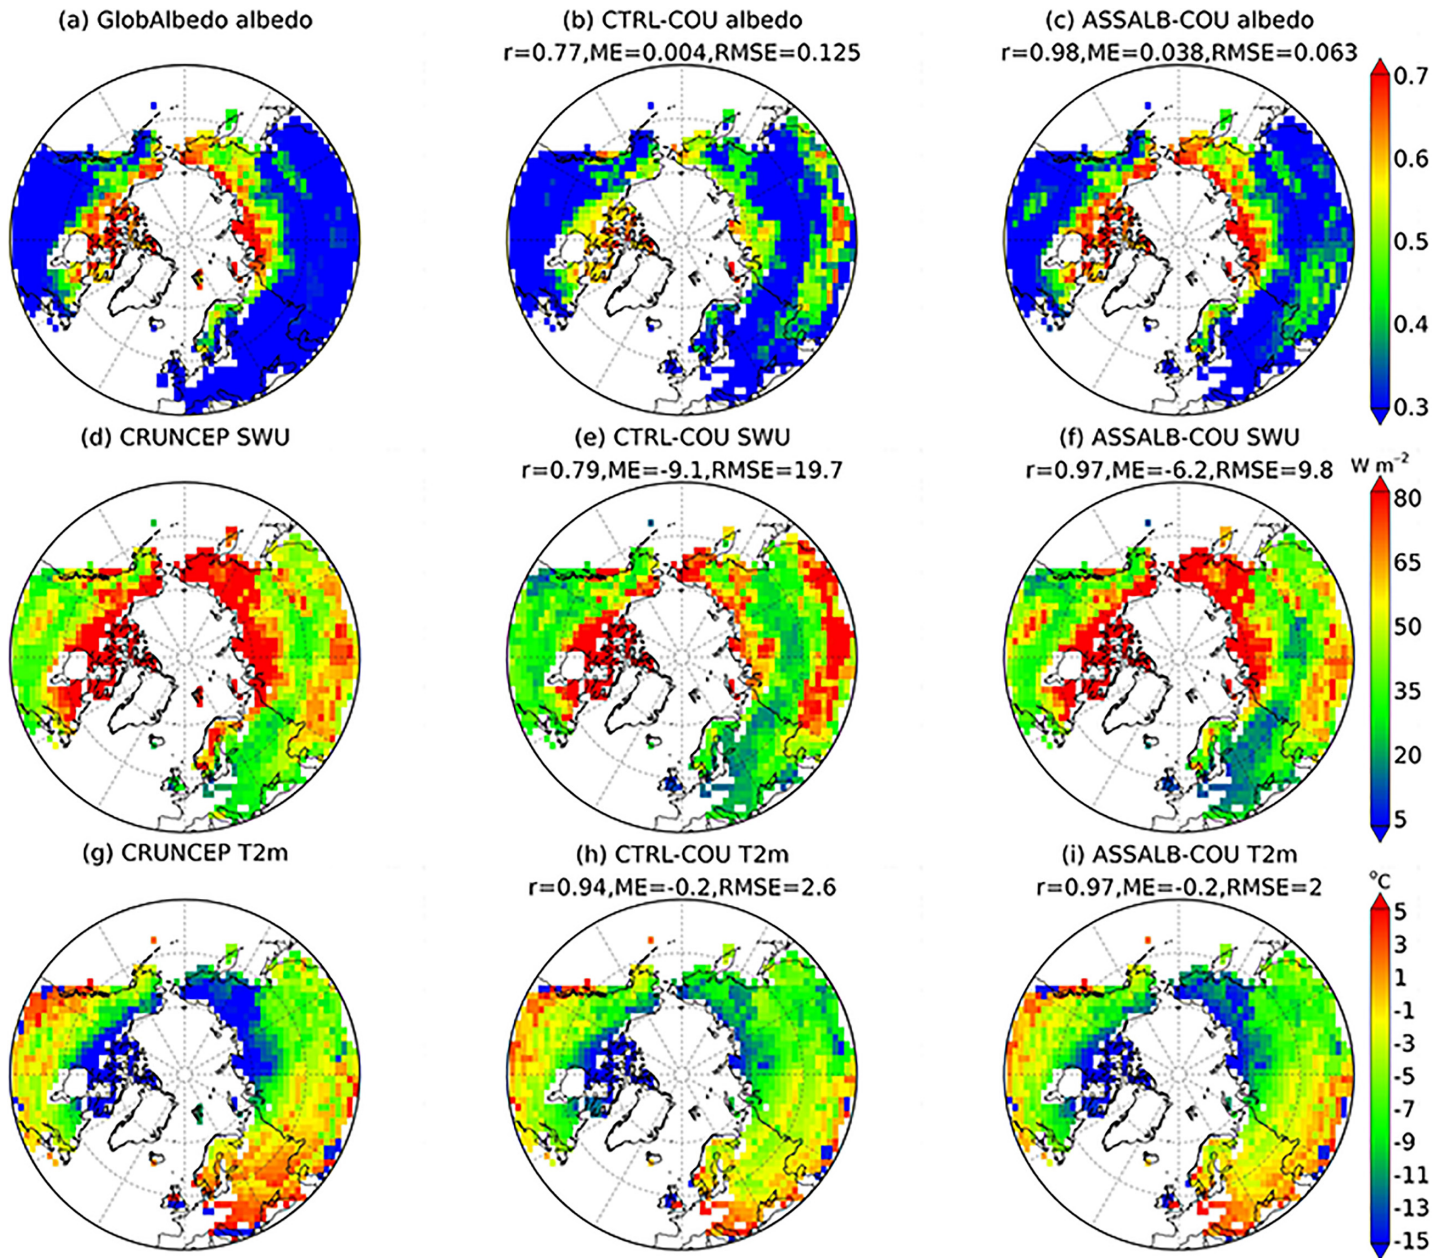 (a) GlobAlbedo albedo
(b) CTRL-COU albedo
r=0.77,ME=0.004,RMSE=0.125
(c) ASSALB-COU albedo
r=0.98,ME=0.038,RMSE=0.063
0.7
0.6
0.5
0.4
0.3
(d) CRUNCEP SWU
(e) CTRL-COU SWU
r=0.79,ME=-9.1,RMSE=19.7
(f) ASSALB-COU SWU
r=0.97,ME=-6.2,RMSE=9.8
W m⁻²
80
65
50
35
20
5
(g) CRUNCEP T2m
(h) CTRL-COU T2m
r=0.94,ME=-0.2,RMSE=2.6
(i) ASSALB-COU T2m
r=0.97,ME=-0.2,RMSE=2
°C
5
3
1
-1
-3
-5
-7
-9
-11
-13
-15